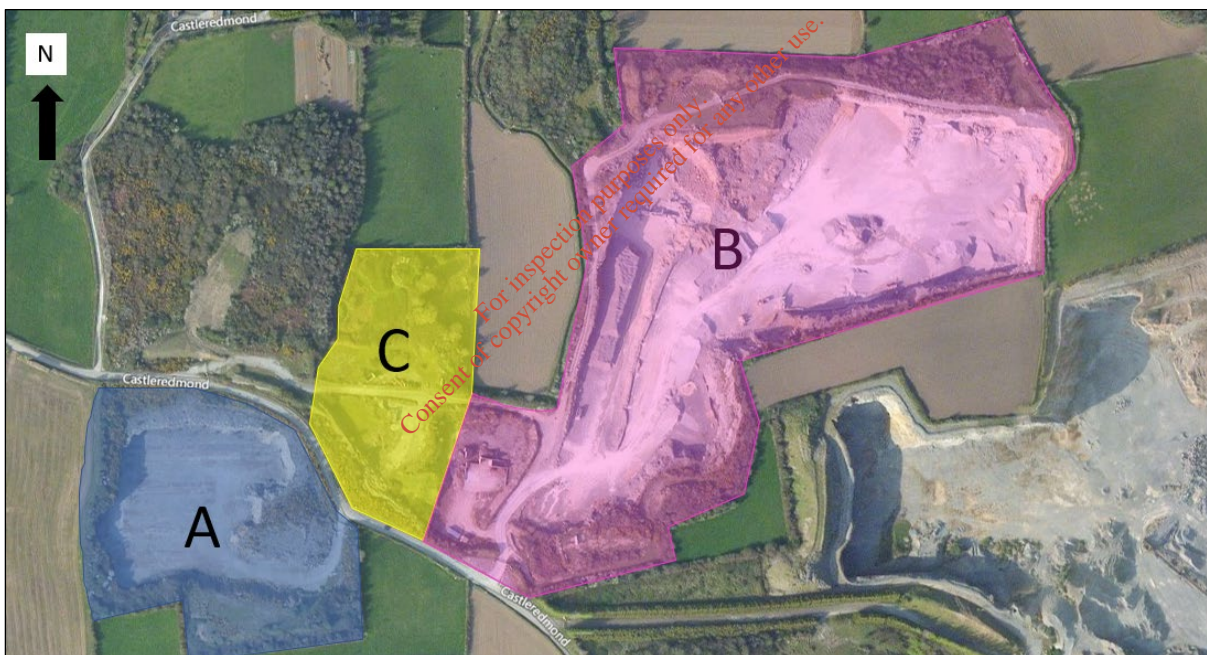 Castleredmond
N
For inspection purposes only.
Consent of copyright owner required for any other use.
B
C
Castleredmond
A
Castleredmond